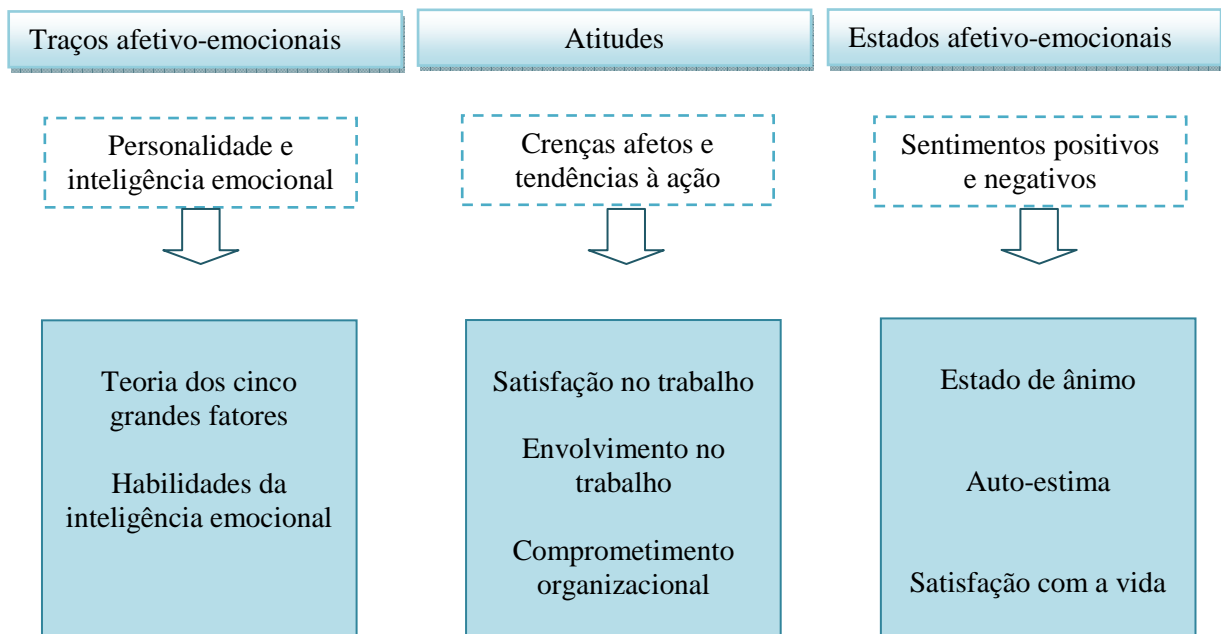 Traços afetivo-emocionais
Atitudes
Estados afetivo-emocionais
Personalidade e
inteligência emocional
Crenças afetos e
tendências à ação
Sentimentos positivos
e negativos
Teoria dos cinco
grandes fatores
Habilidades da
inteligência emocional
Satisfação no trabalho
Envolvimento no
trabalho
Comprometimento
organizacional
Estado de ânimo
Auto-estima
Satisfação com a vida